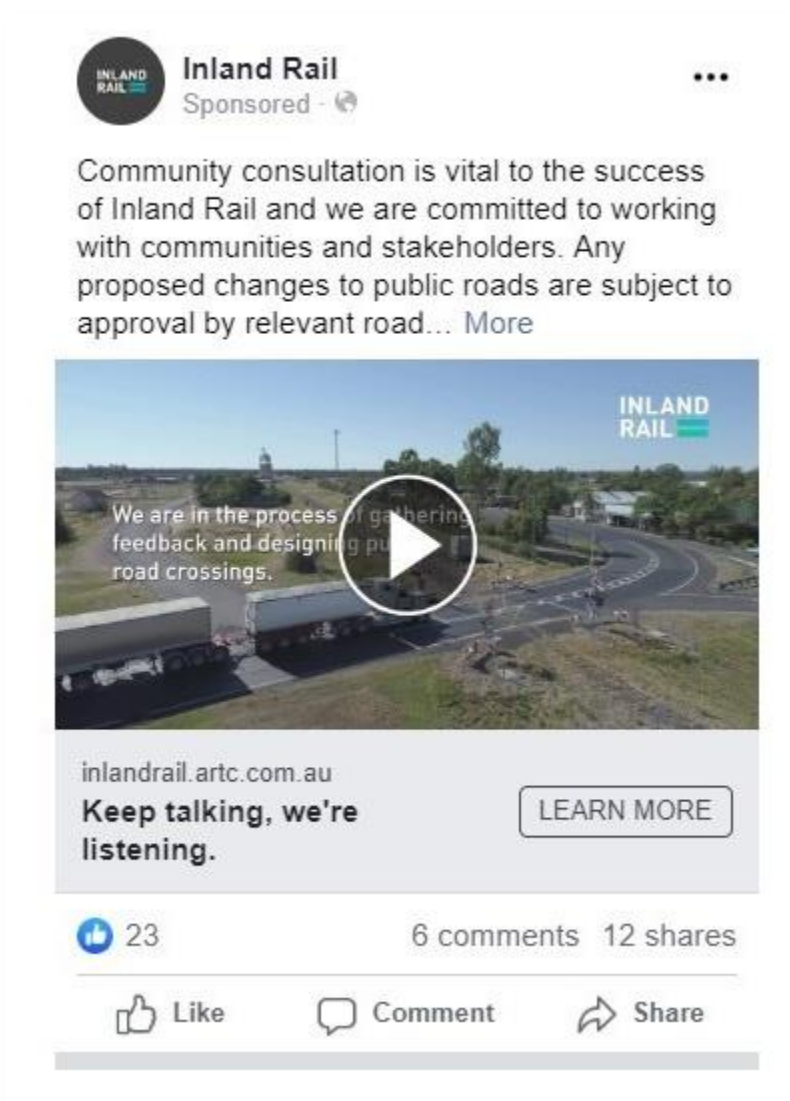 INLAND
RAIL
Inland Rail
Sponsored ·
Community consultation is vital to the success
of Inland Rail and we are committed to working
with communities and stakeholders. Any
proposed changes to public roads are subject to
approval by relevant road... More
INLAND
RAIL
We are in the process of gathering
feedback and designing
road crossings.
inlandrail.artc.com.au
Keep talking, we're
listening.
LEARN MORE
23
6 comments 12 shares
Like
Comment
Share